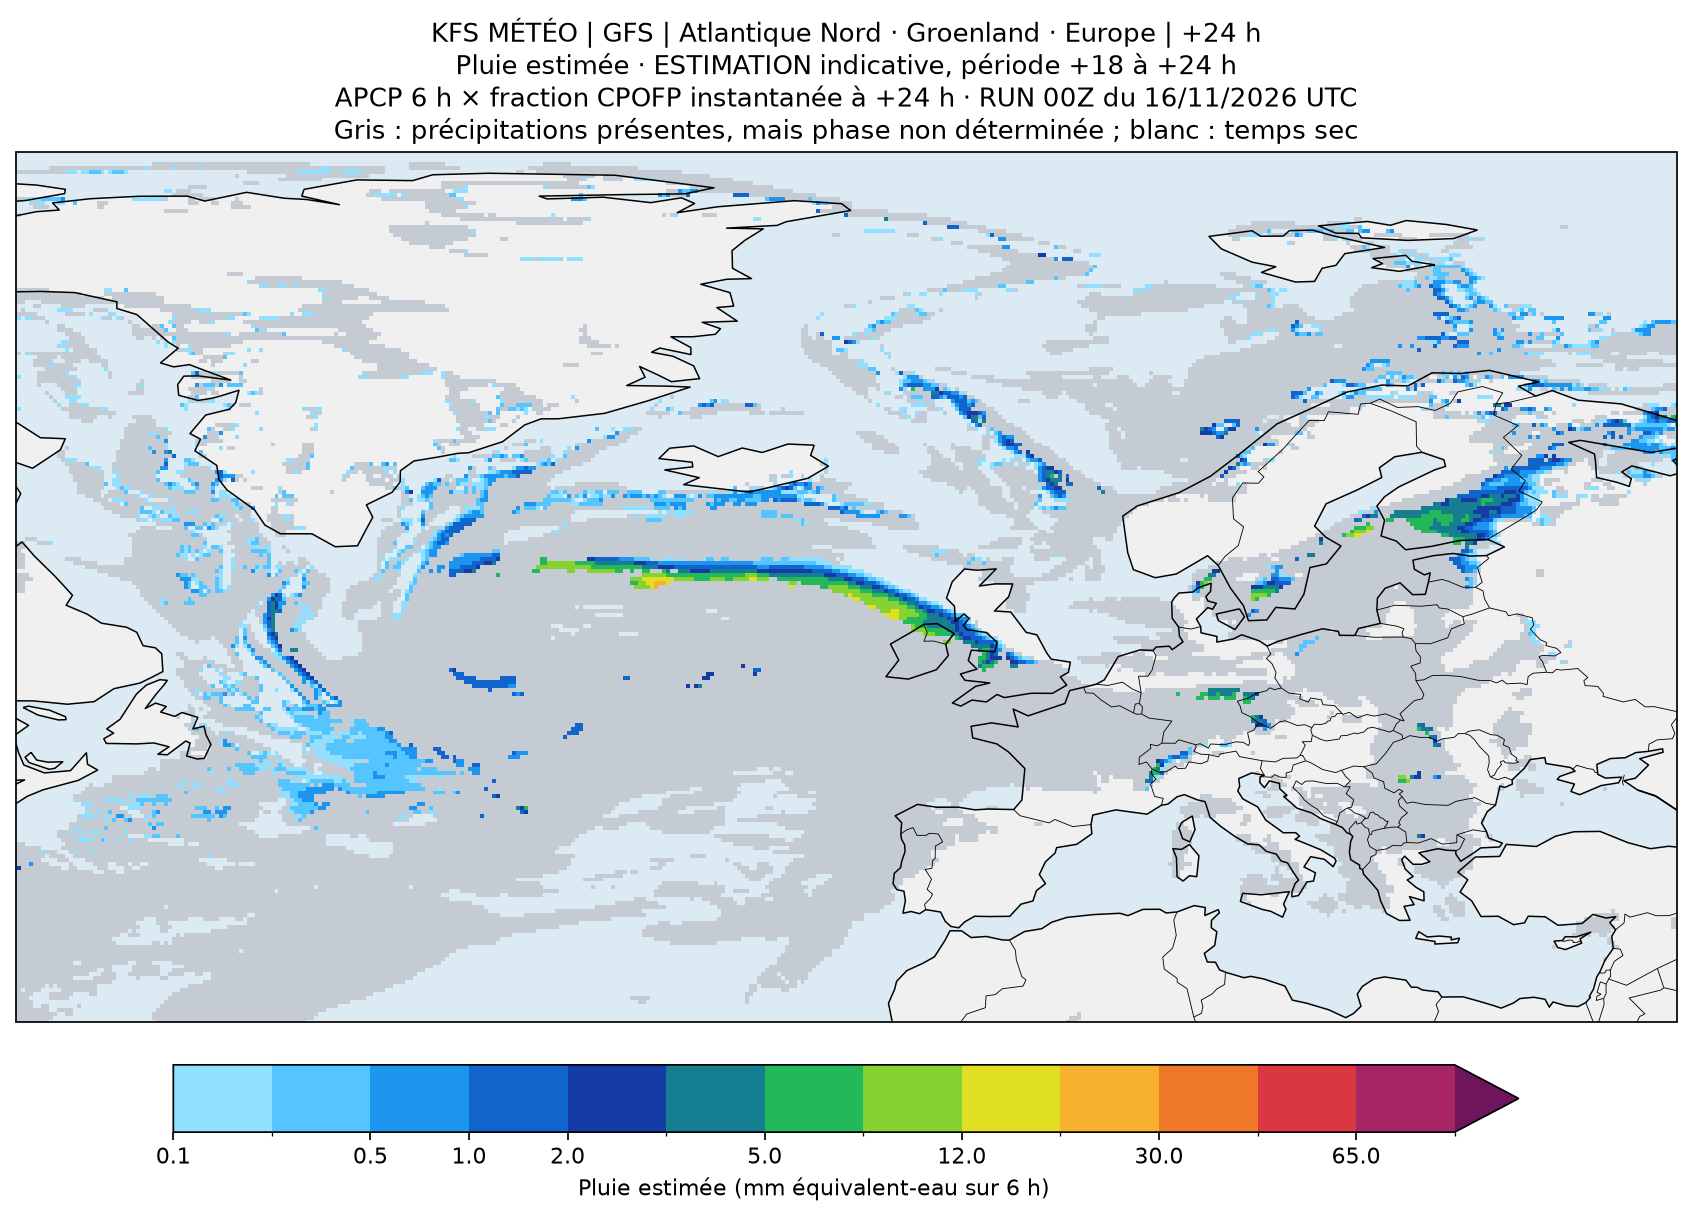 KFS MÉTÉO | GFS | Atlantique Nord · Groenland · Europe | +24 h
Pluie estimée · ESTIMATION indicative, période +18 à +24 h
APCP 6 h × fraction CPOFP instantanée à +24 h · RUN 00Z du 16/11/2026 UTC
Gris : précipitations présentes, mais phase non déterminée ; blanc : temps sec
0.1 0.5 1.0 2.0 5.0 12.0 30.0 65.0
Pluie estimée (mm équivalent-eau sur 6 h)